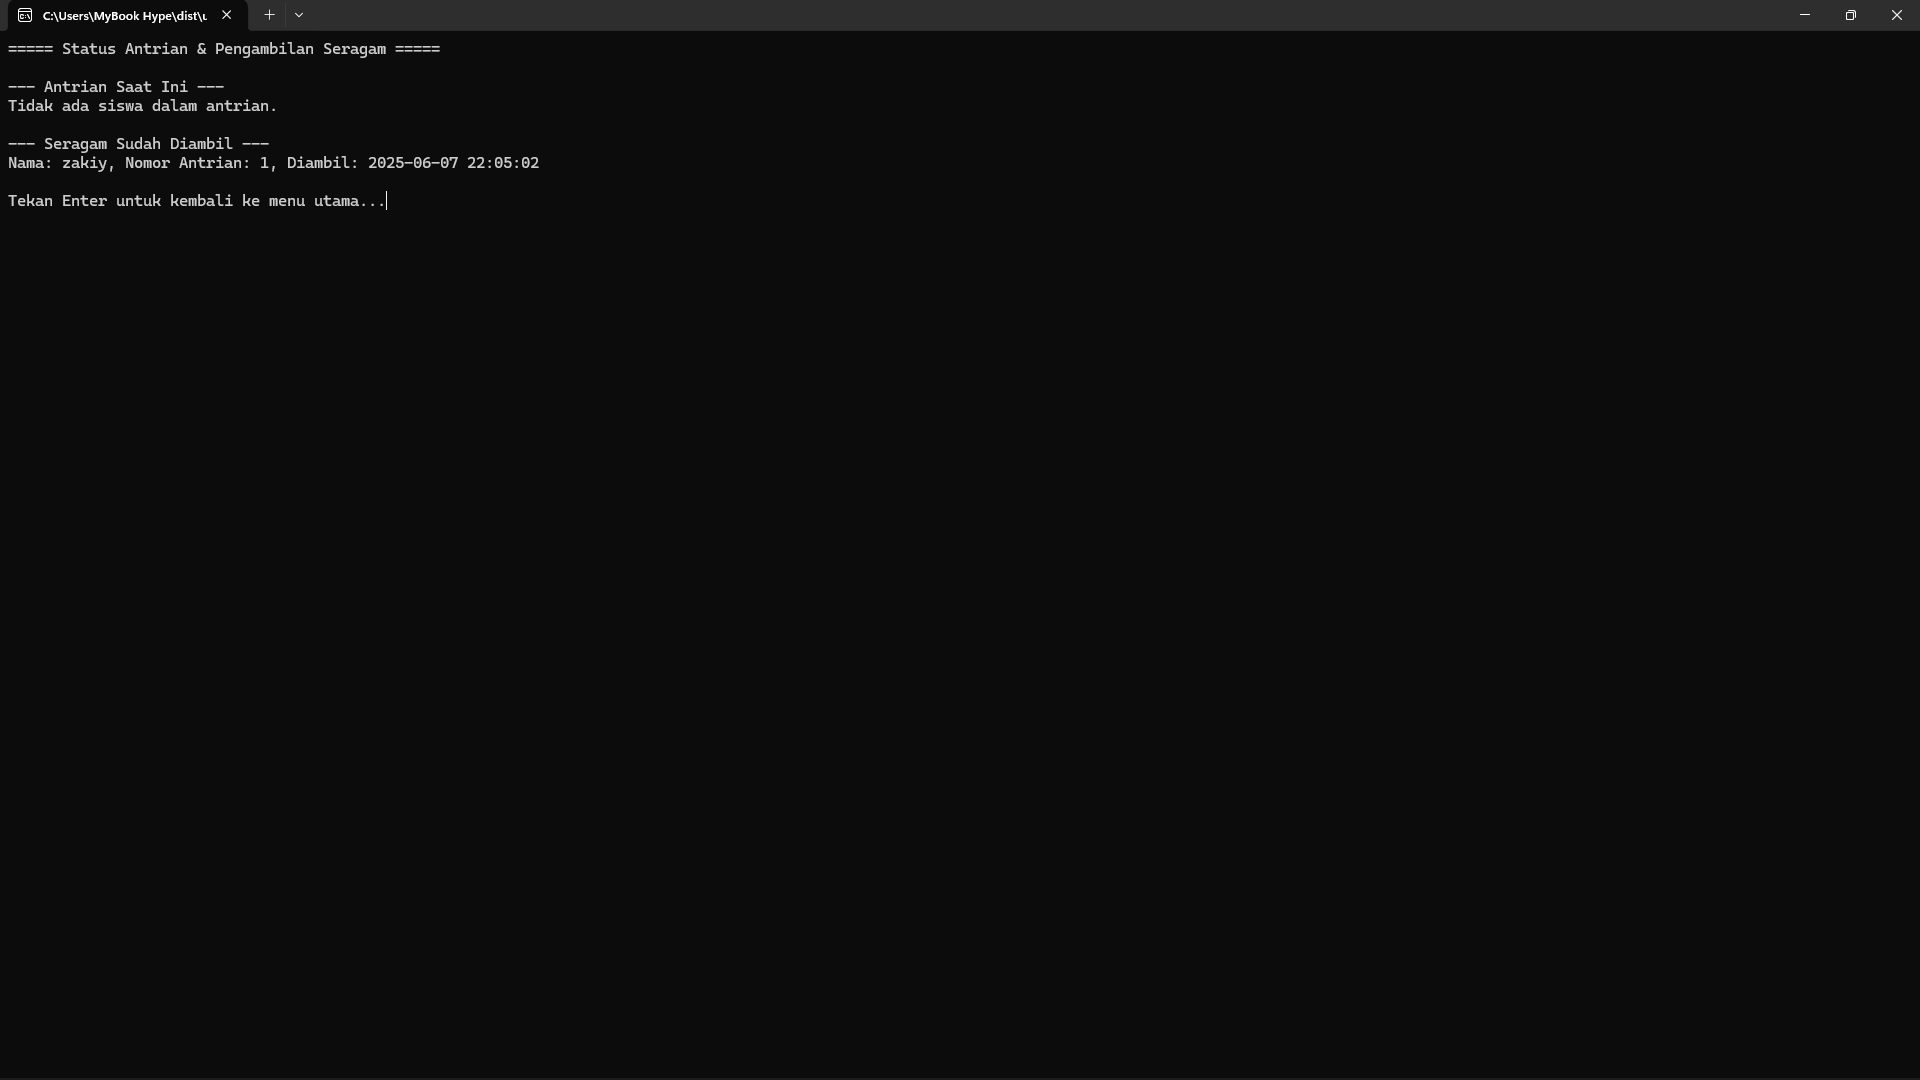 C:\Users\MyBook Hype\dist\u
===== Status Antrian & Pengambilan Seragam =====
--- Antrian Saat Ini ---
Tidak ada siswa dalam antrian.
--- Seragam Sudah Diambil ---
Nama: zakiy, Nomor Antrian: 1, Diambil: 2025-06-07 22:05:02
Tekan Enter untuk kembali ke menu utama...